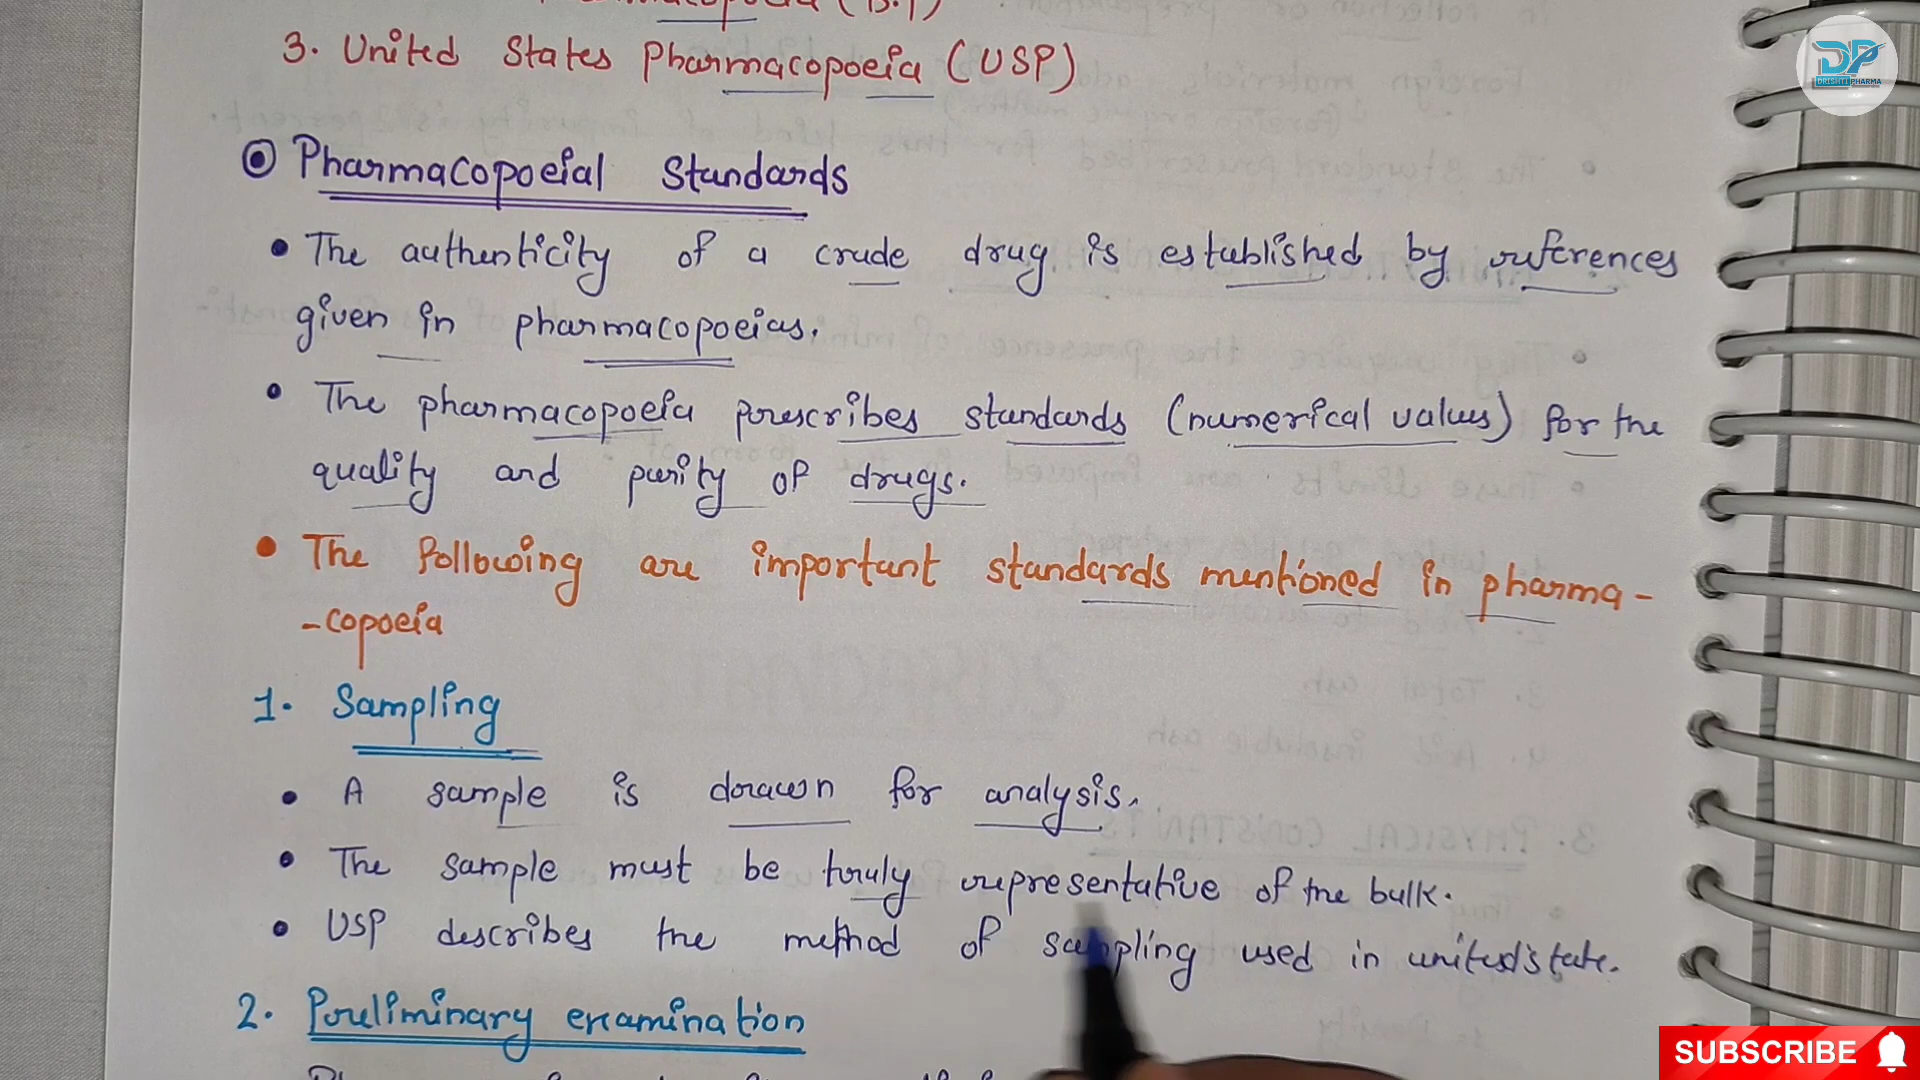 3. United States Pharmacopoeia (USP)
Pharmacopoeial Standards
• The authenticity of a crude drug is established by references
given in pharmacopoeias.
• The pharmacopoeia prescribes standards (numerical values) for the
quality and purity of drugs.
• The following are important standards mentioned in pharma-
-copoeia
1. Sampling
• A sample is drawn for analysis.
• The sample must be truly representative of the bulk.
• USP describes the method of sampling used in united state.
2. Preliminary examination
DP
DRISHTI PHARMA
SUBSCRIBE